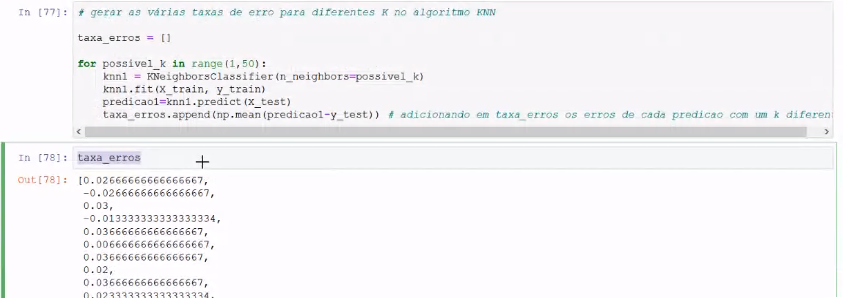 In [77]: # gerar as várias taxas de erro para diferentes K no algoritmo KNN
taxa_erros = []
for possivel_k in range(1,50):
knn1 = KNeighborsClassifier(n_neighbors=possivel_k)
knn1.fit(X_train, y_train)
predicao1=knn1.predict(X_test)
taxa_erros.append(np.mean(predicao1-y_test)) # adicionando em taxa_erros os erros de cada predicao com um k diferen
In [78]: taxa_erros
Out[78]: [0.02666666666666667,
-0.02666666666666667,
0.03,
-0.013333333333333334,
0.03666666666666667,
0.006666666666666667,
0.03666666666666667,
0.02,
0.03666666666666667,
0.023333333333333334,